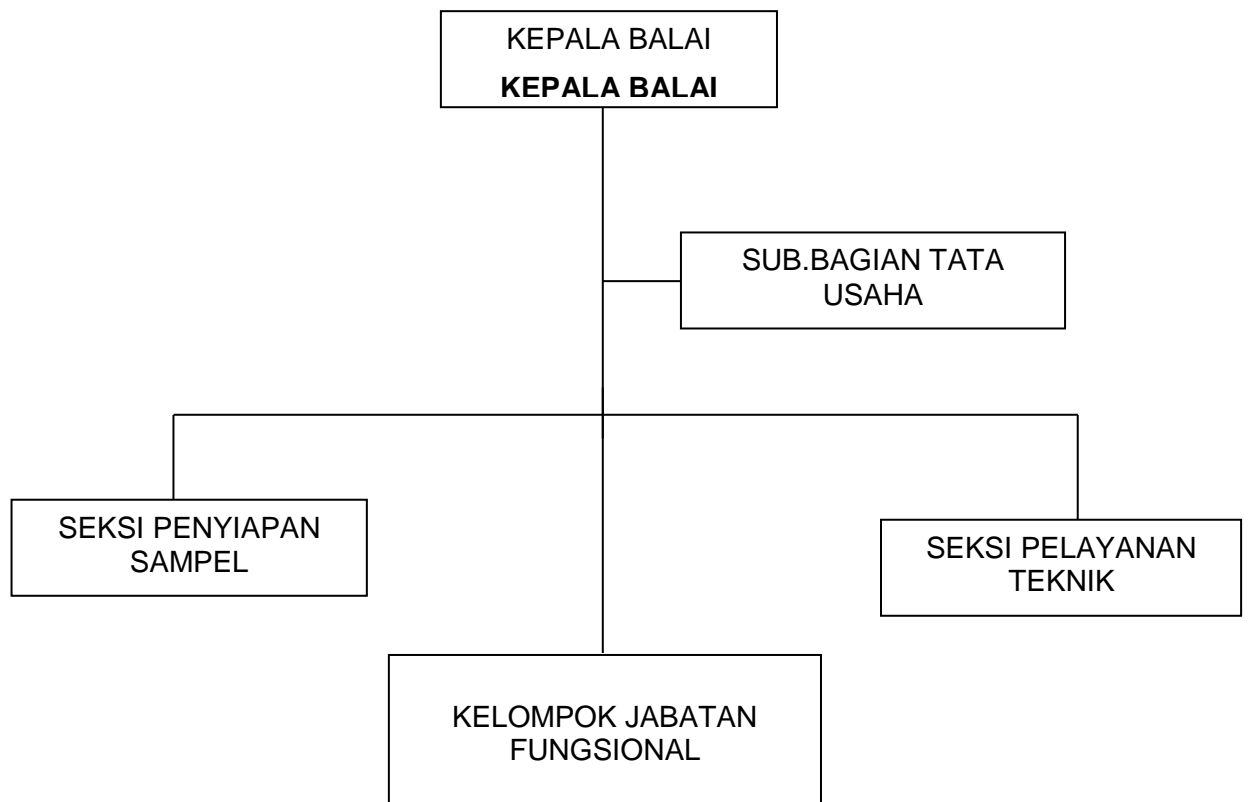 KEPALA BALAI
KEPALA BALAI
SUB.BAGIAN TATA
USAHA
SEKSI PENYIAPAN
SAMPEL
SEKSI PELAYANAN
TEKNIK
KELOMPOK JABATAN
FUNGSIONAL